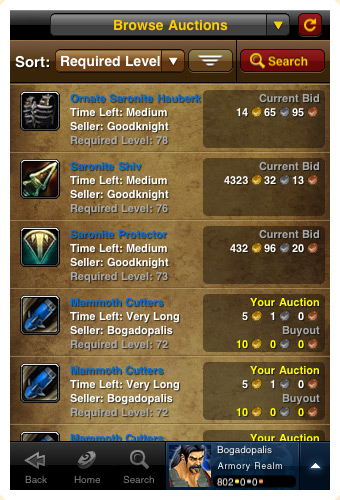 Browse Auctions
Sort: Required Level Search
Ornate Saronite Hauberk Current Bid
Time Left: Medium 14 65 95
Seller: Goodknight
Required Level: 78
Saronite Shiv Current Bid
Time Left: Medium 4323 32 13
Seller: Goodknight
Required Level: 76
Saronite Protector Current Bid
Time Left: Medium 432 96 20
Seller: Goodknight
Required Level: 73
Mammoth Cutters Your Auction
Time Left: Very Long 5 1 0
Seller: Bogadopalis Buyout
Required Level: 72 10 0 0
Mammoth Cutters Your Auction
Time Left: Very Long 5 1 0
Seller: Bogadopalis Buyout
Required Level: 72 10 0 0
Mammoth Cutters Your Auction
Bogadopalis
Armory Realm
Back Home Search 802 0 0